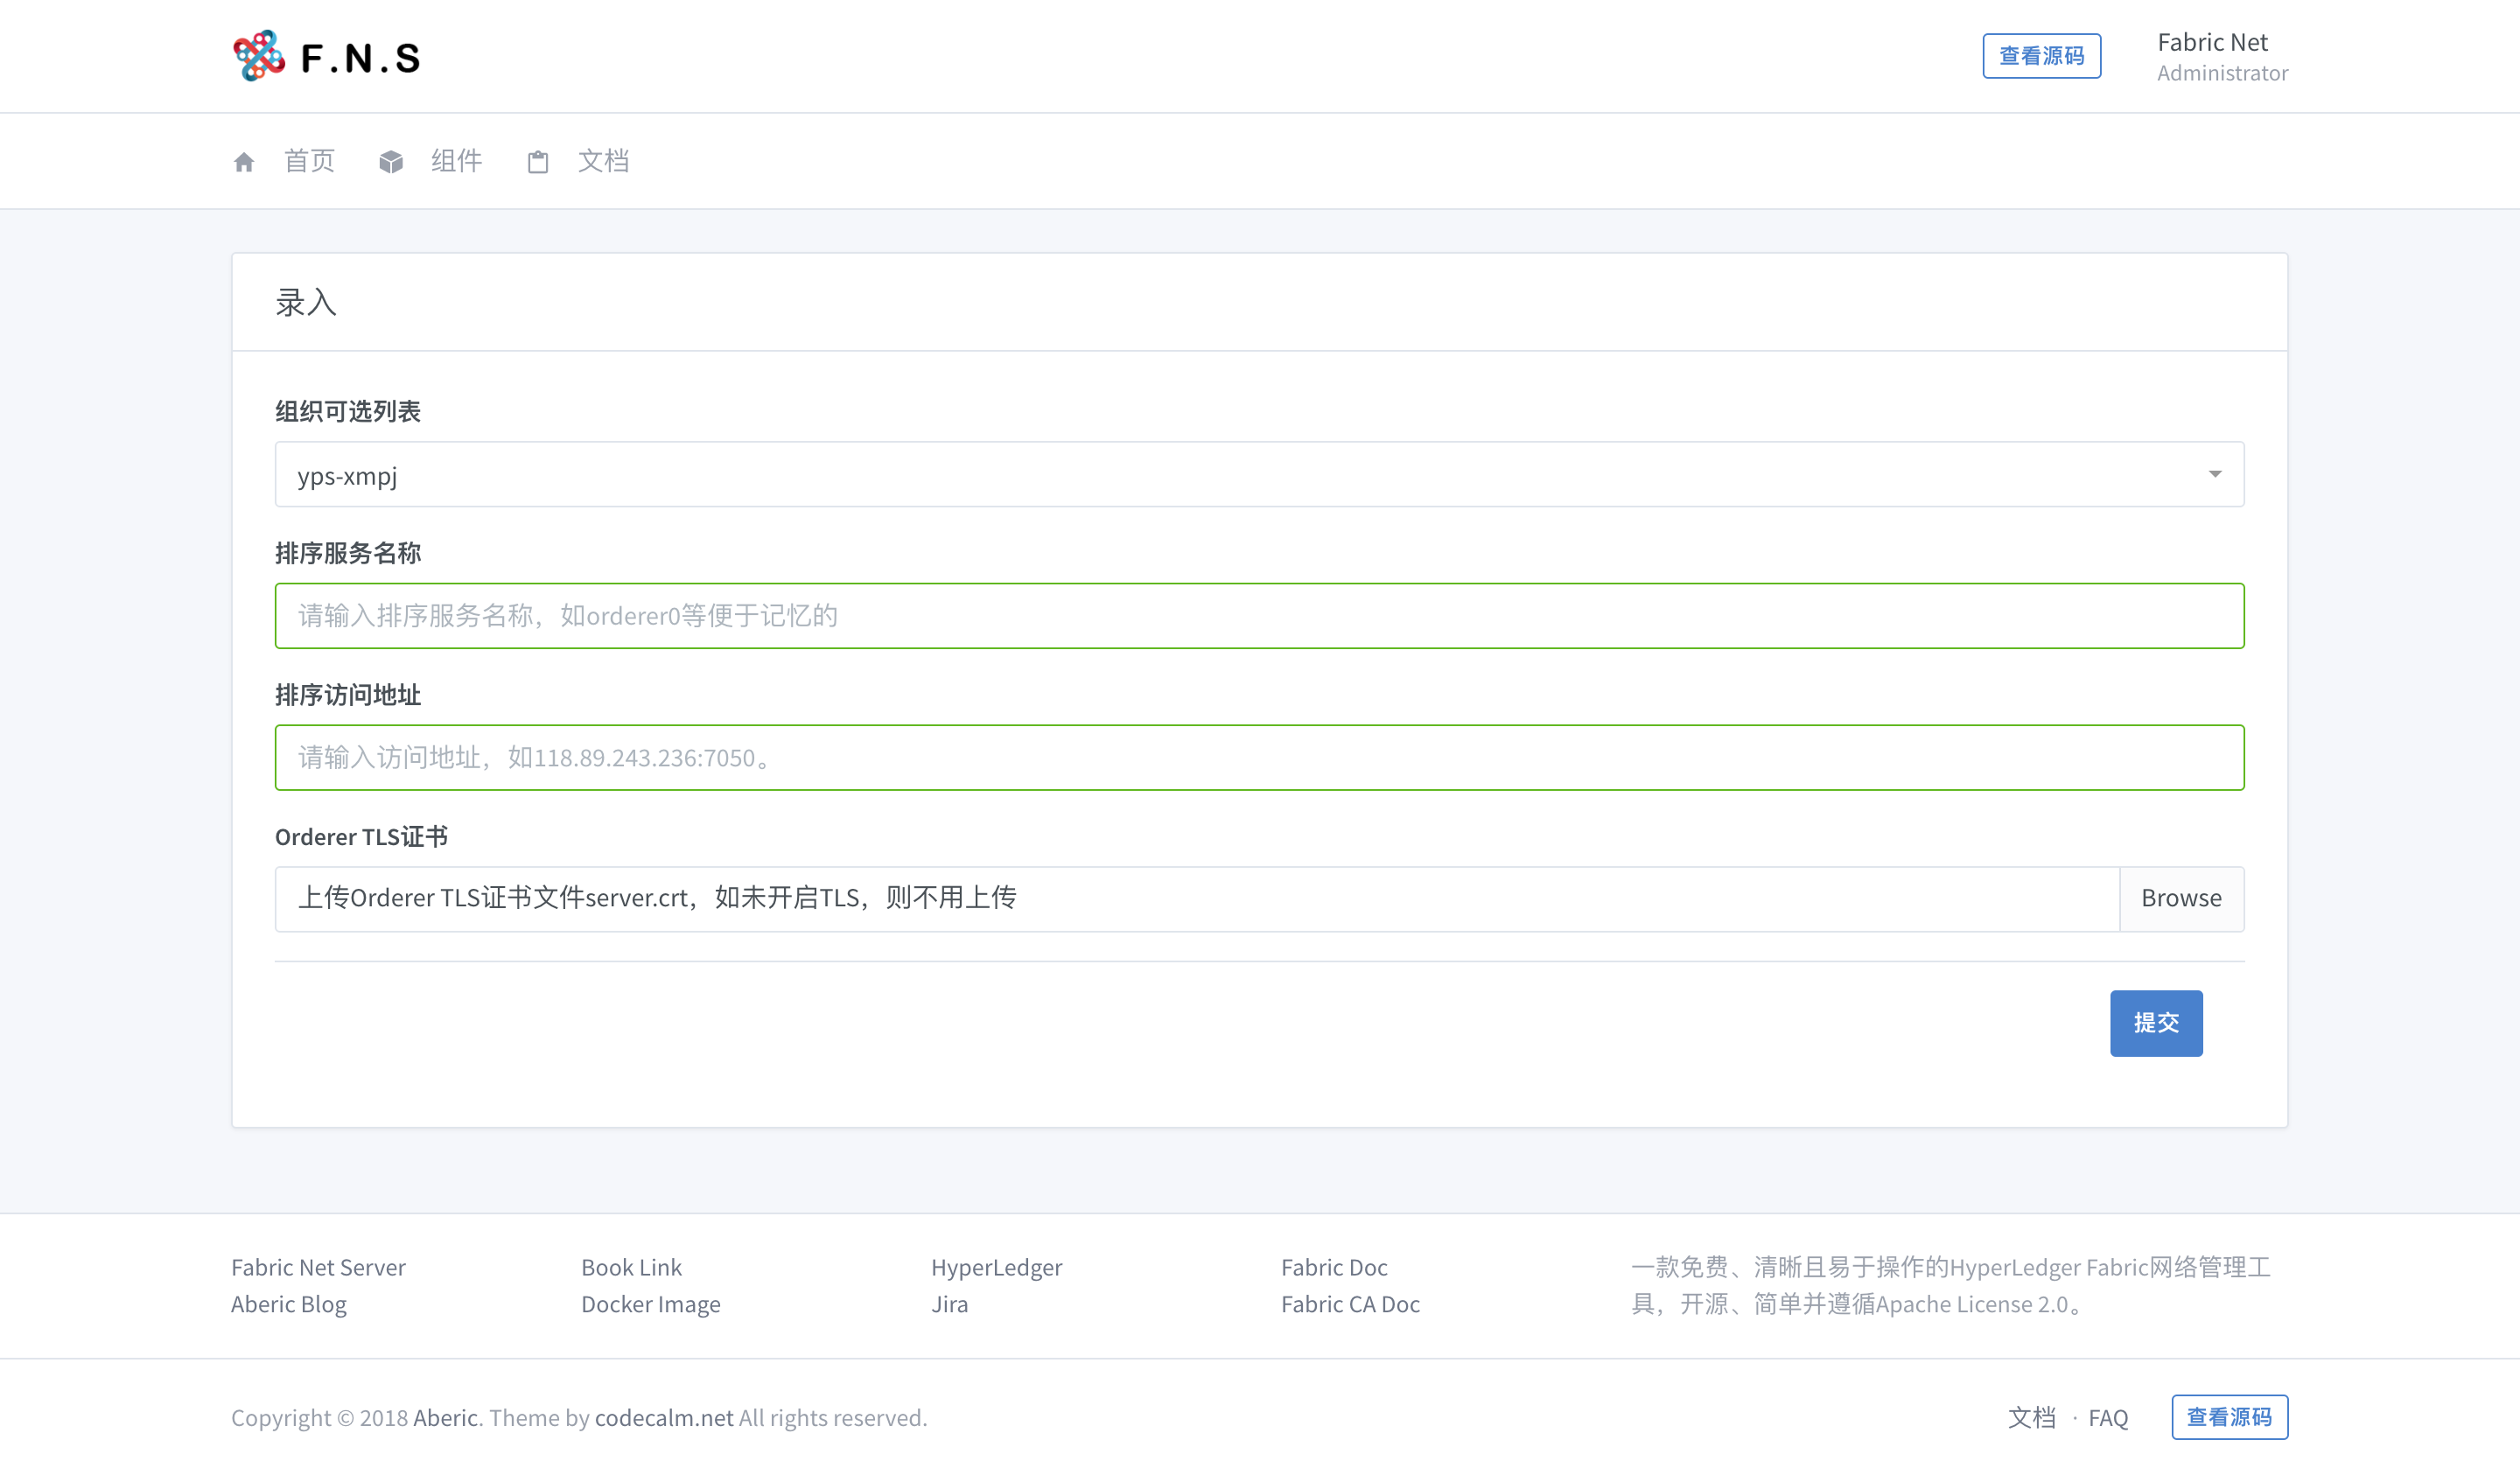 F.N.S
查看源码
Fabric Net
Administrator
首页
组件
文档
录入
组织可选列表
yps-xmpj
排序服务名称
请输入排序服务名称，如orderer0等便于记忆的
排序访问地址
请输入访问地址，如118.89.243.236:7050。
Orderer TLS证书
上传Orderer TLS证书文件server.crt，如未开启TLS，则不用上传
Browse
提交
Fabric Net Server
Aberic Blog
Book Link
Docker Image
HyperLedger
Jira
Fabric Doc
Fabric CA Doc
一款免费、清晰且易于操作的HyperLedger Fabric网络管理工
具，开源、简单并遵循Apache License 2.0。
Copyright © 2018 Aberic. Theme by codecalm.net All rights reserved.
文档 · FAQ
查看源码